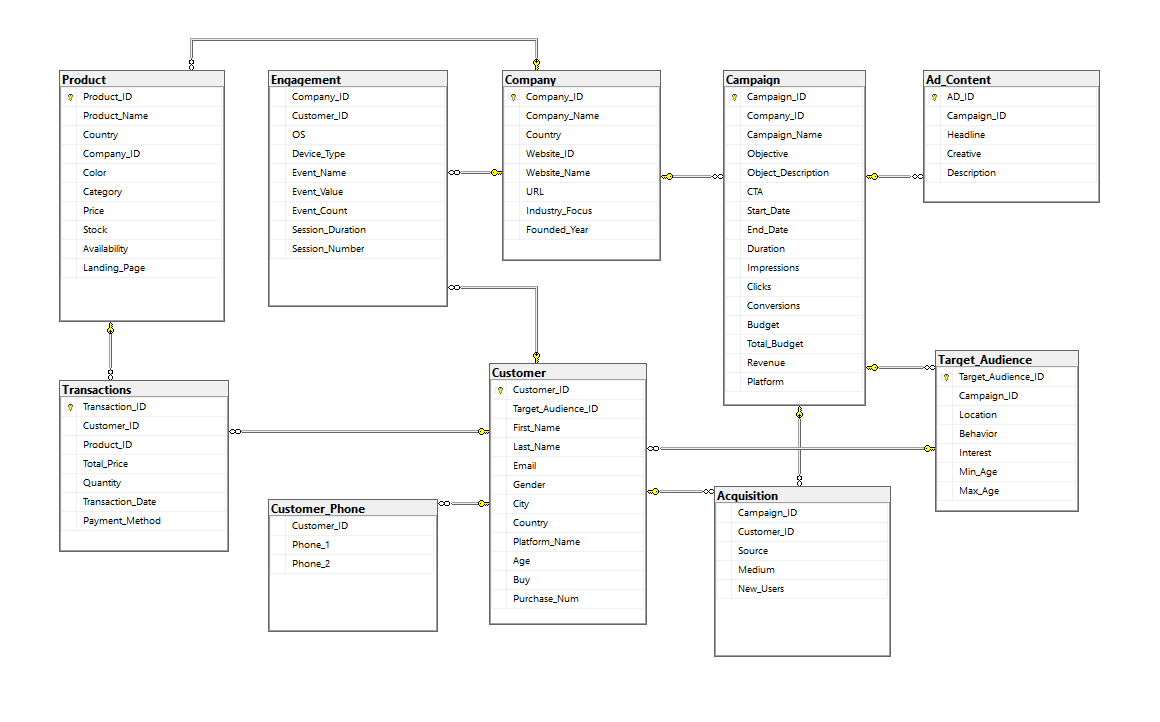 Product
Product_ID
Product_Name
Country
Company_ID
Color
Category
Price
Stock
Availability
Landing_Page
Engagement
Company_ID
Customer_ID
OS
Device_Type
Event_Name
Event_Value
Event_Count
Session_Duration
Session_Number
Company
Company_ID
Company_Name
Country
Website_ID
Website_Name
URL
Industry_Focus
Founded_Year
Campaign
Campaign_ID
Company_ID
Campaign_Name
Objective
Object_Description
CTA
Start_Date
End_Date
Duration
Impressions
Clicks
Conversions
Budget
Total_Budget
Revenue
Platform
Ad_Content
AD_ID
Campaign_ID
Headline
Creative
Description
Transactions
Transaction_ID
Customer_ID
Product_ID
Total_Price
Quantity
Transaction_Date
Payment_Method
Customer_Phone
Customer_ID
Phone_1
Phone_2
Customer
Customer_ID
Target_Audience_ID
First_Name
Last_Name
Email
Gender
City
Country
Platform_Name
Age
Buy
Purchase_Num
Acquisition
Campaign_ID
Customer_ID
Source
Medium
New_Users
Target_Audience
Target_Audience_ID
Campaign_ID
Location
Behavior
Interest
Min_Age
Max_Age